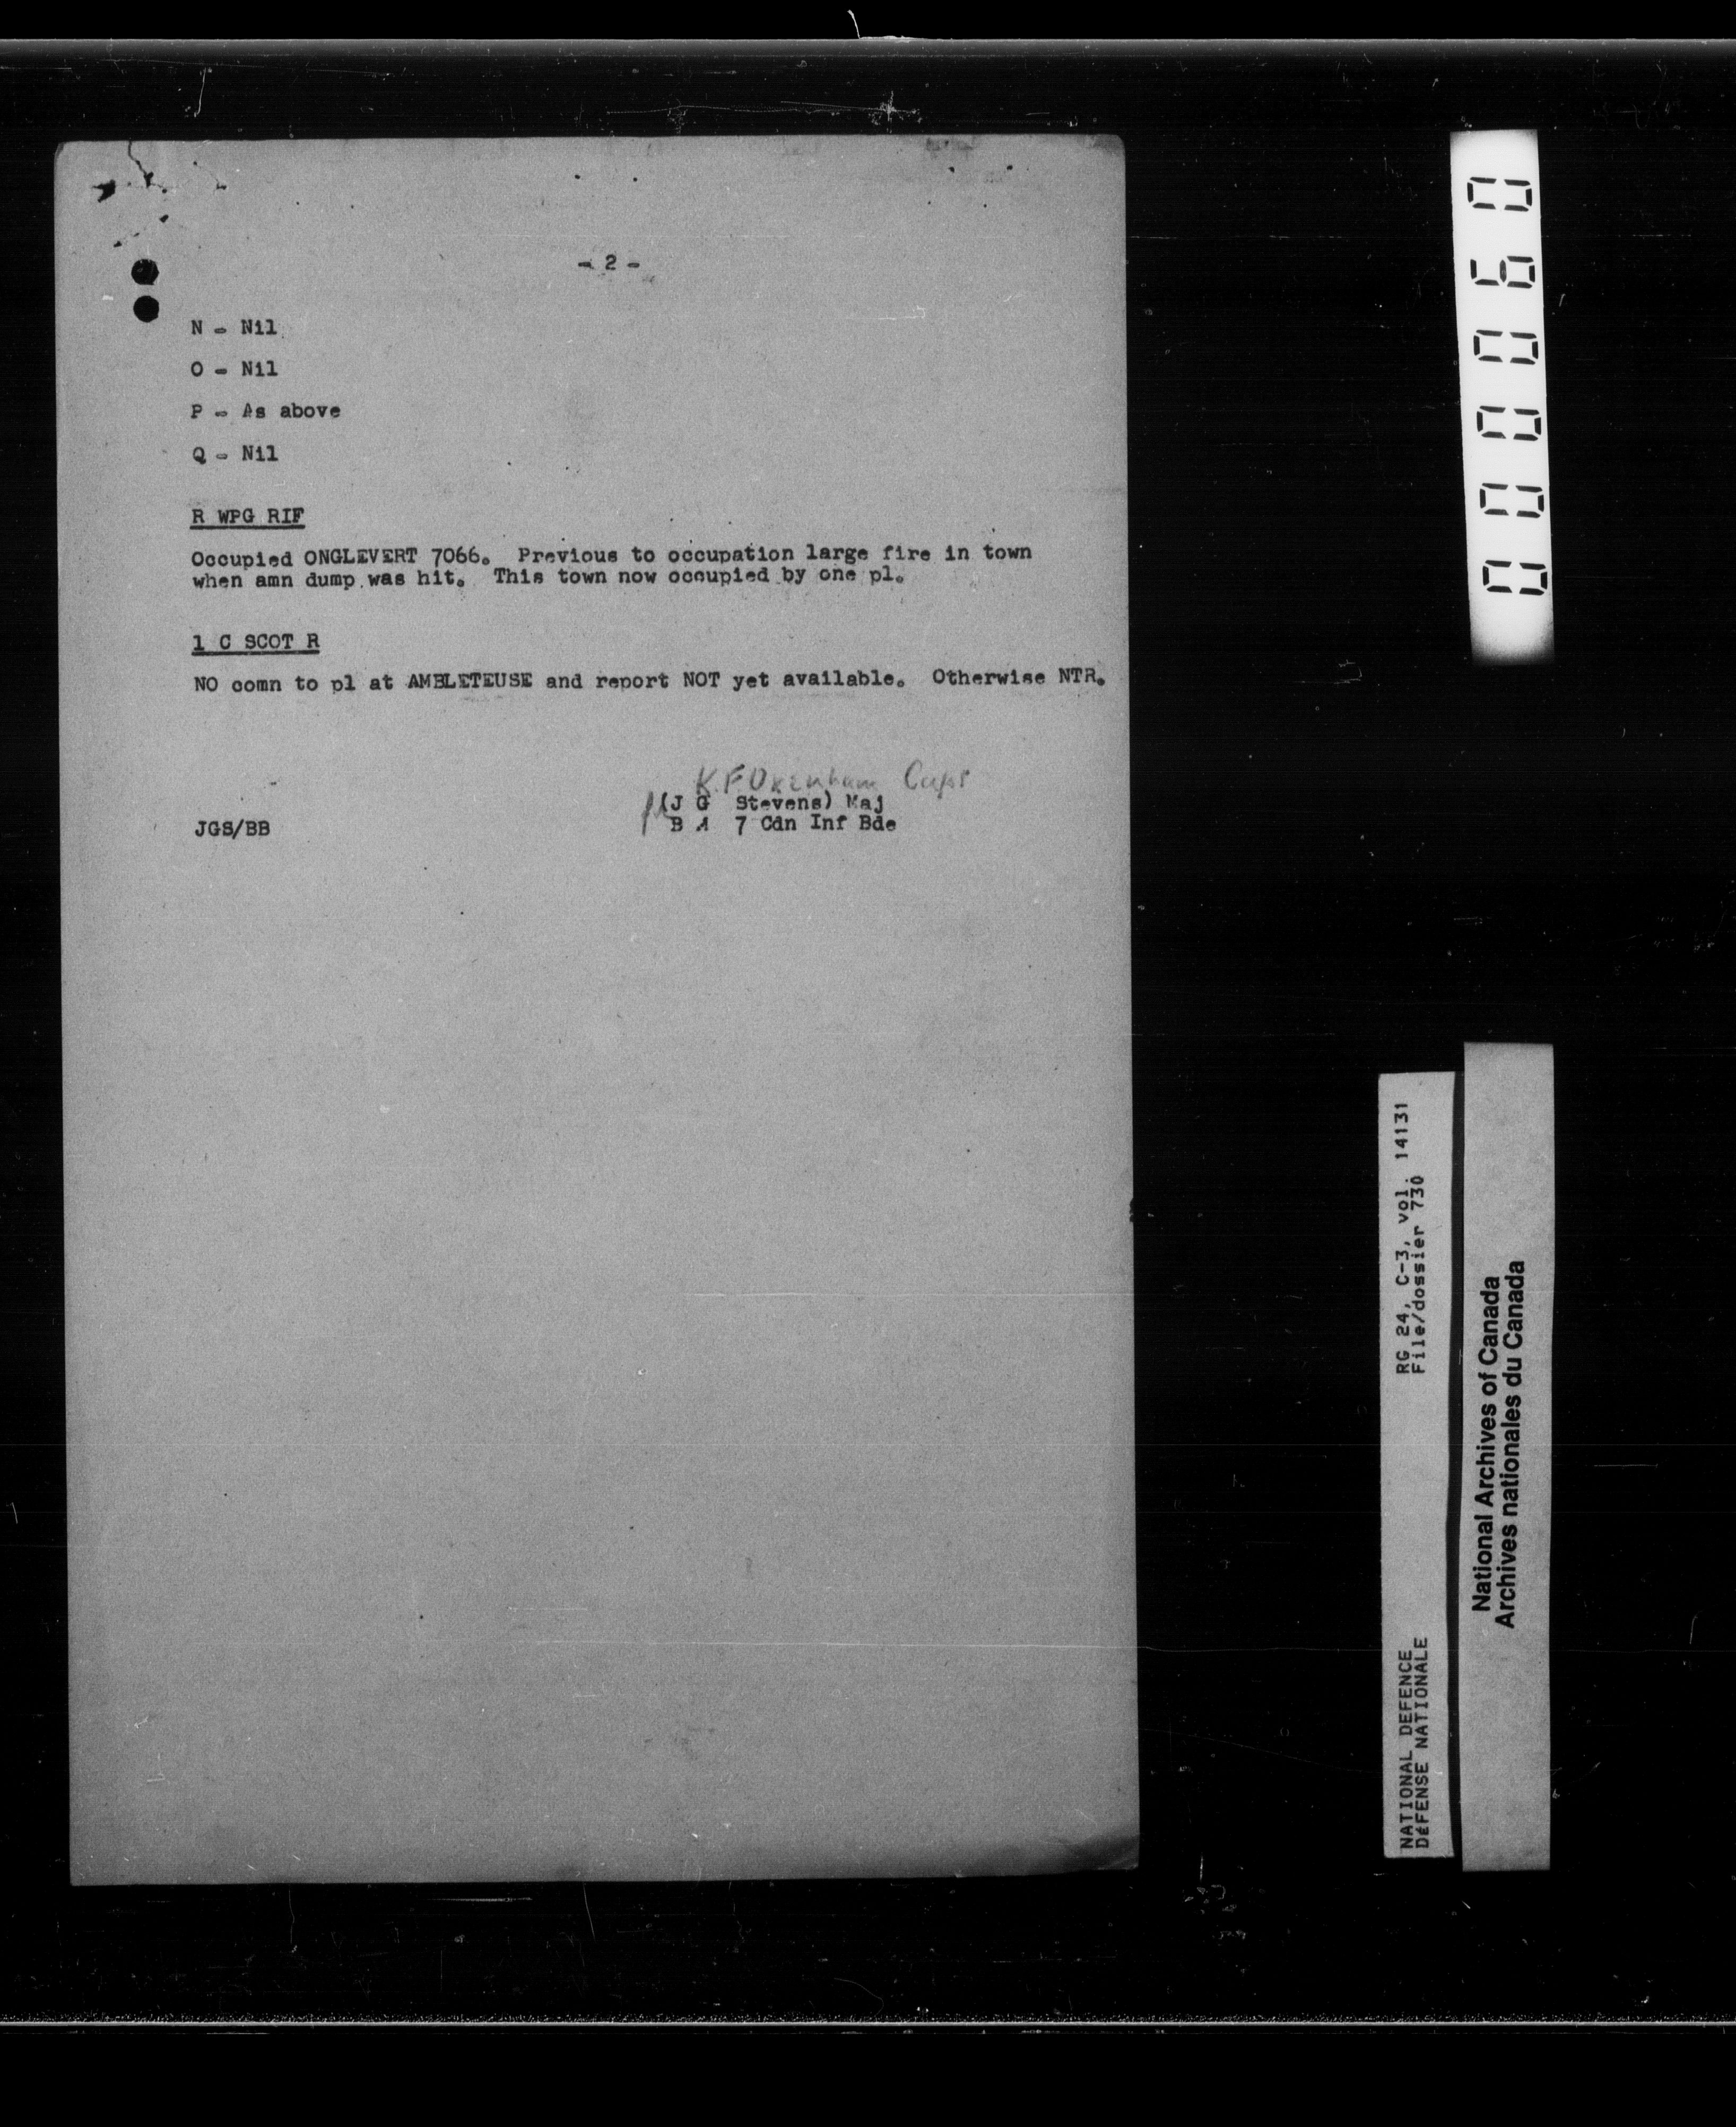 - 2 -
N - Nil
O - Nil
P - As above
Q - Nil
R WPG RIF
Occupied ONGLEVERT 7066. Previous to occupation large fire in town
when amn dump was hit. This town now occupied by one pl.
1 C SCOT R
NO comn to pl at AMBLETEUSE and report NOT yet available. Otherwise NTR.
K.F. Oxenham Capt
(J G Stevens) Maj
JGS/BB
B M 7 Cdn Inf Bde
000060
RG 24, C-3, vol. 14131
File/dossier 730
NATIONAL DEFENCE
DéFENSE NATIONALE
National Archives of Canada
Archives nationales du Canada